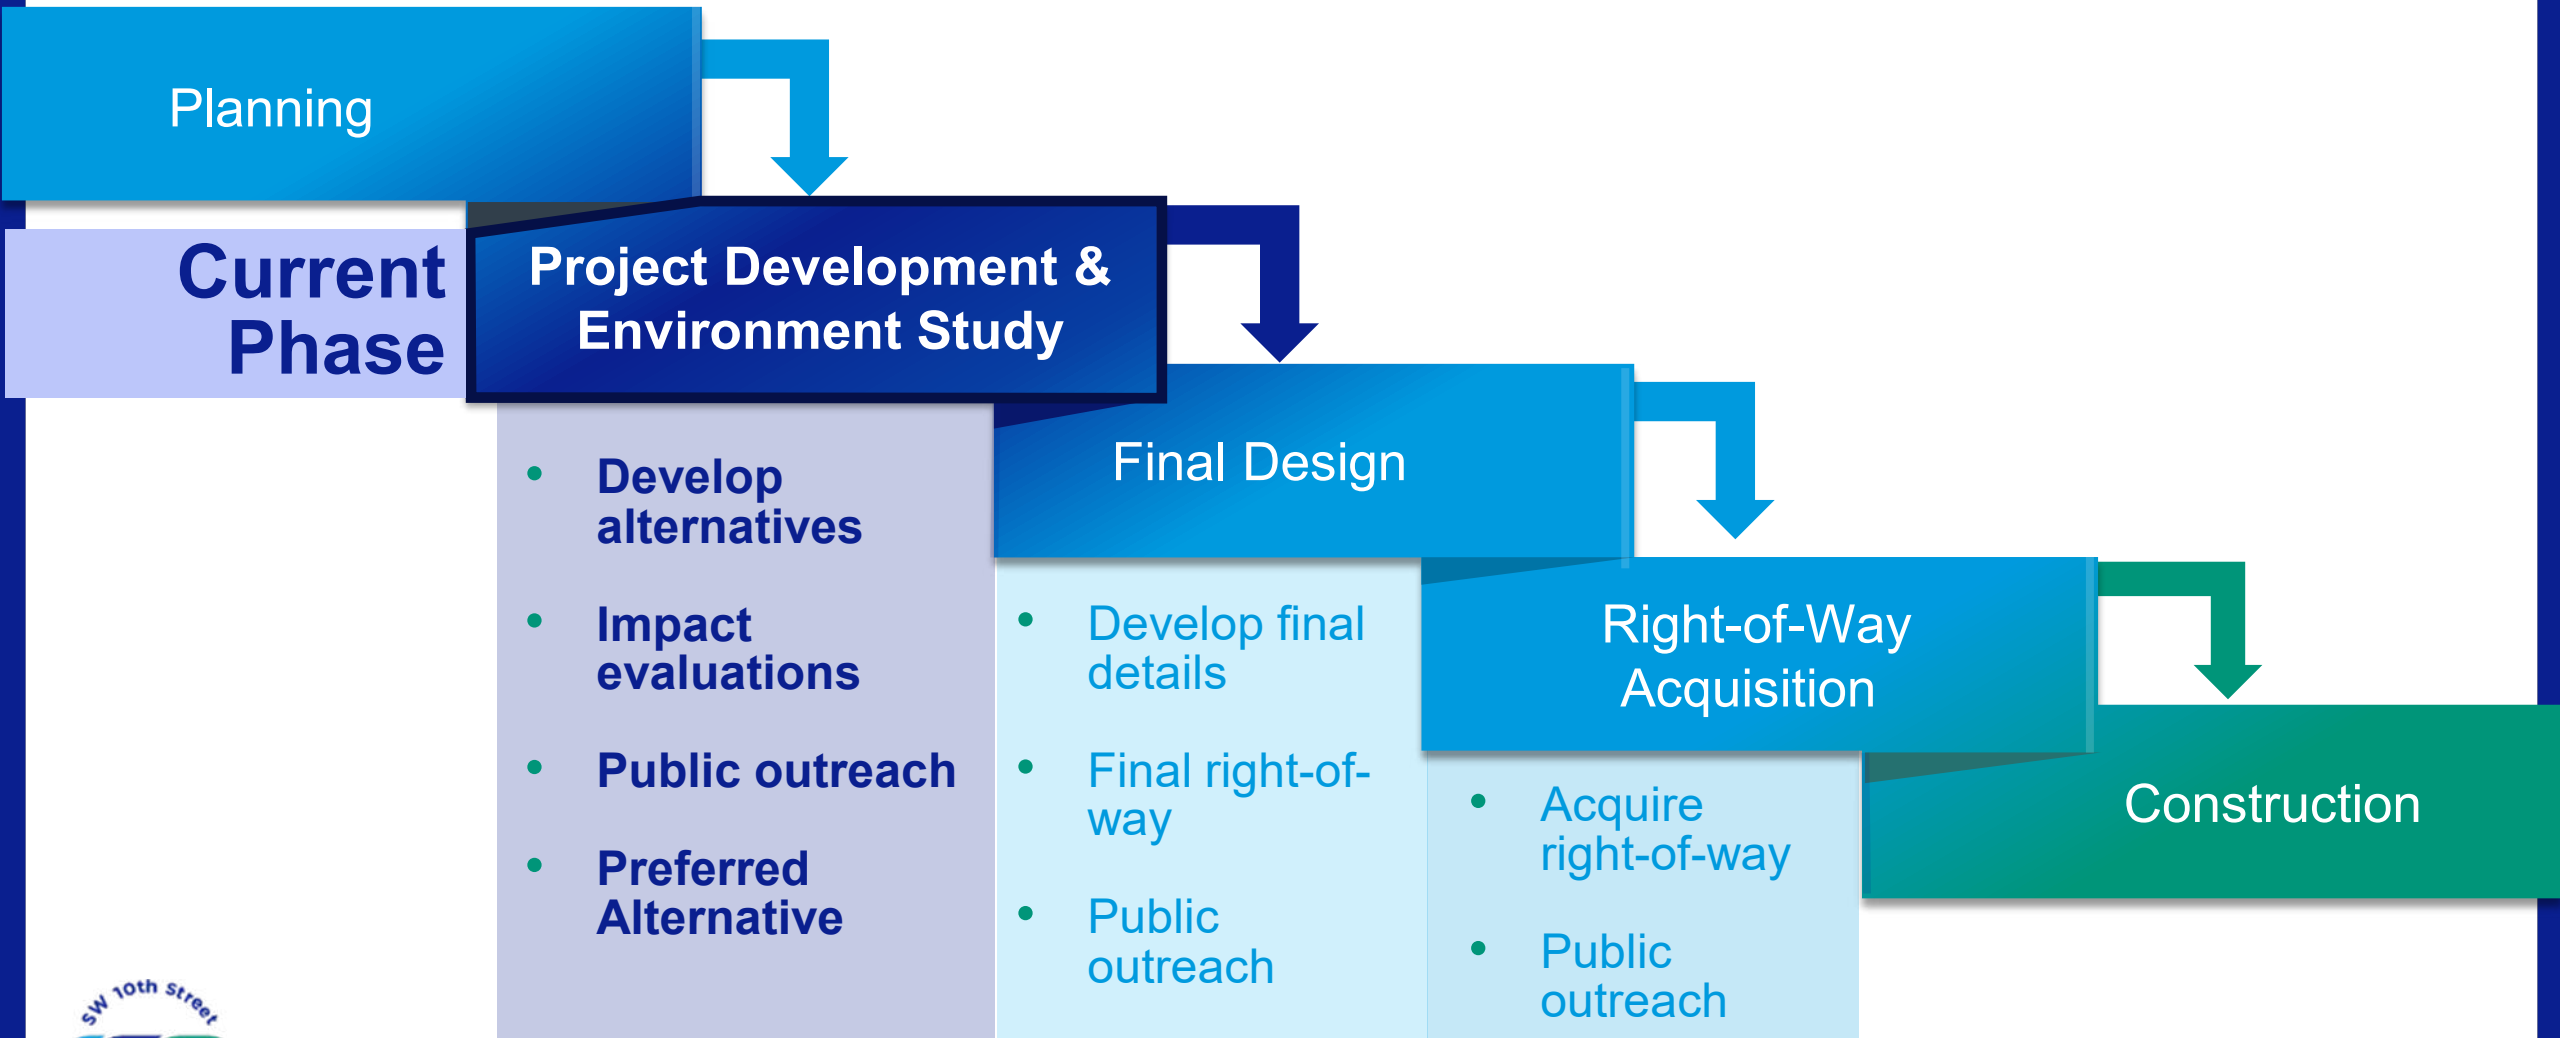 Planning
Current
Phase
Project Development &
Environment Study
• Develop
alternatives
• Impact
evaluations
• Public outreach
• Preferred
Alternative
Final Design
• Develop final
details
• Final right-of-
way
• Public
outreach
Right-of-Way
Acquisition
• Acquire
right-of-way
• Public
outreach
Construction
SW 10th Street